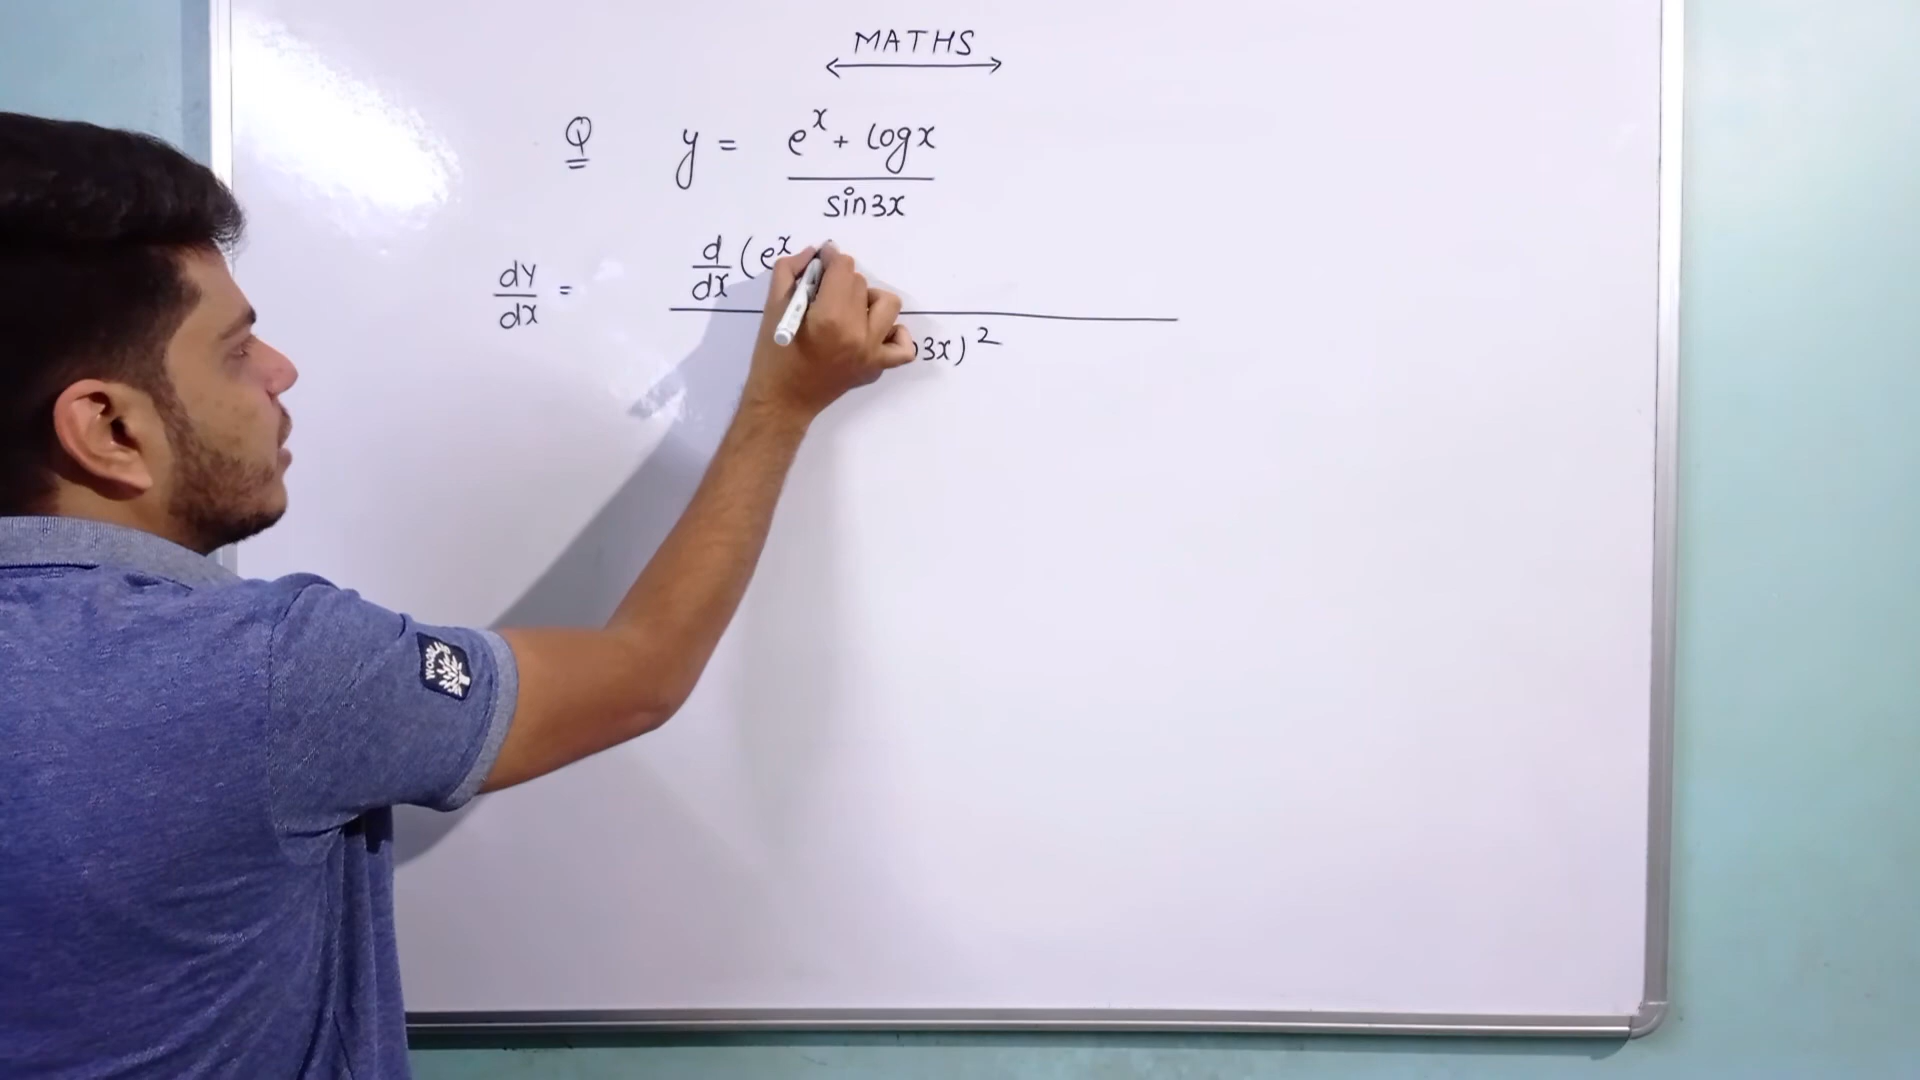 MATHS
Q y = e^x + log x / sin3x
dy/dx = d/dx (e^x
3x)^2